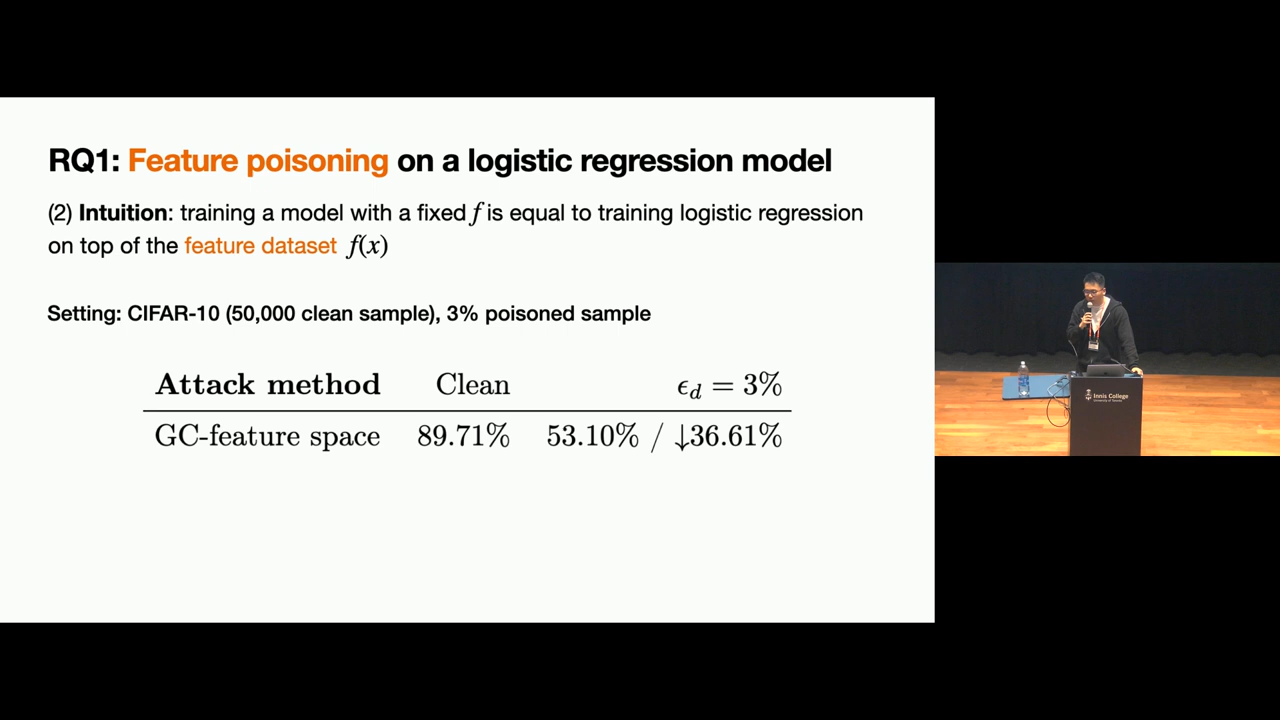 RQ1: Feature poisoning on a logistic regression model
(2) Intuition: training a model with a fixed f is equal to training logistic regression
on top of the feature dataset f(x)
Setting: CIFAR-10 (50,000 clean sample), 3% poisoned sample
Attack method Clean ϵd = 3%
GC-feature space 89.71% 53.10% / ↓36.61%
Innis College